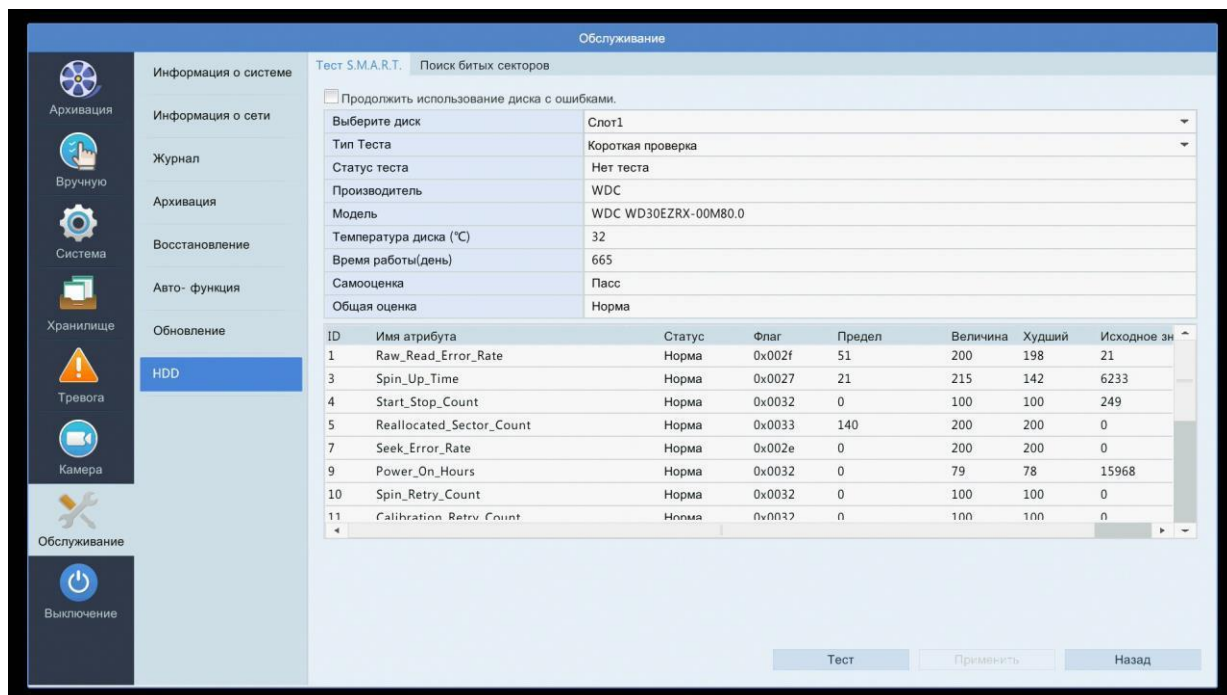 Обслуживание
Архивация
Вручную
Система
Хранилище
Тревога
Камера
Обслуживание
Выключение
Информация о системе
Информация о сети
Журнал
Архивация
Восстановление
Авто- функция
Обновление
HDD
Тест S.M.A.R.T. Поиск битых секторов
Продолжить использование диска с ошибками.
Выберите диск Слот1
Тип Теста Короткая проверка
Статус теста Нет теста
Производитель WDC
Модель WDC WD30EZRX-00M80.0
Температура диска (℃) 32
Время работы(день) 665
Самооценка Пасс
Общая оценка Норма
ID Имя атрибута Статус Флаг Предел Величина Худший Исходное зн
1 Raw_Read_Error_Rate Норма 0x002f 51 200 198 21
3 Spin_Up_Time Норма 0x0027 21 215 142 6233
4 Start_Stop_Count Норма 0x0032 0 100 100 249
5 Reallocated_Sector_Count Норма 0x0033 140 200 200 0
7 Seek_Error_Rate Норма 0x002e 0 200 200 0
9 Power_On_Hours Норма 0x0032 0 79 78 15968
10 Spin_Retry_Count Норма 0x0032 0 100 100 0
11 Calibration_Retry_Count Норма 0x0032 0 100 100 0
Тест Применить Назад